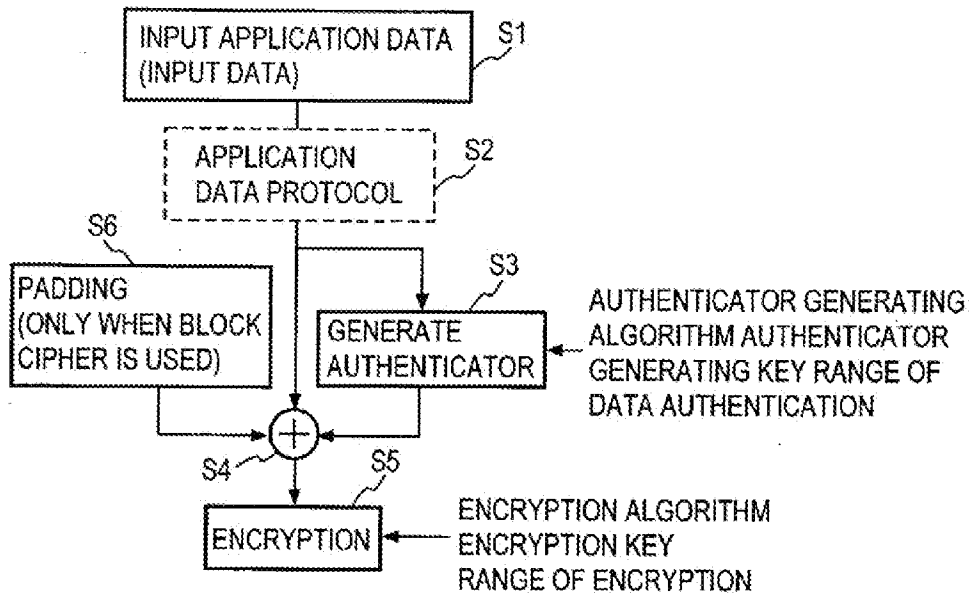 INPUT APPLICATION DATA
(INPUT DATA)
S1
APPLICATION
DATA PROTOCOL
S2
S6
PADDING
(ONLY WHEN BLOCK
CIPHER IS USED)
S3
GENERATE
AUTHENTICATOR
AUTHENTICATOR GENERATING
ALGORITHM AUTHENTICATOR
GENERATING KEY RANGE OF
DATA AUTHENTICATION
S4
S5
ENCRYPTION
ENCRYPTION ALGORITHM
ENCRYPTION KEY
RANGE OF ENCRYPTION